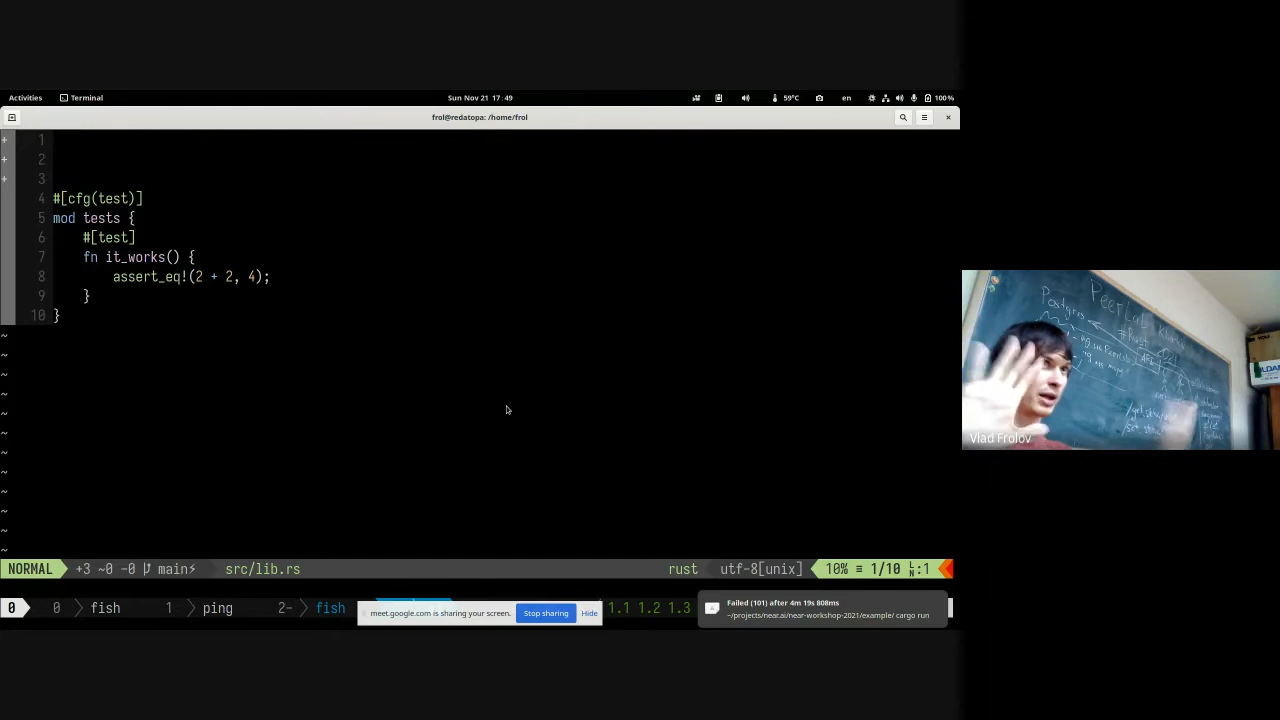 Activities Terminal Sun Nov 21 17:49 59°C en 100%
frol@redatopa: /home/frol
+ 1
+ 2
+ 3
4 #[cfg(test)]
5 mod tests {
6 #[test]
7 fn it_works() {
8 assert_eq!(2 + 2, 4);
9 }
10 }
~
~
~
~
~
~
~
~
~
~
~
~
NORMAL +3 ~0 -0 main⚡ src/lib.rs rust utf-8[unix] 10% ≡ 1/10 LN:1
0 0 fish 1 ping 2- fish 1.1 1.2 1.3
meet.google.com is sharing your screen. Stop sharing Hide
Failed (101) after 4m 19s 808ms
~/projects/near.ai/near-workshop-2021/example/ cargo run
PeerLab
Postgres
#Rust
Vlad Frolov